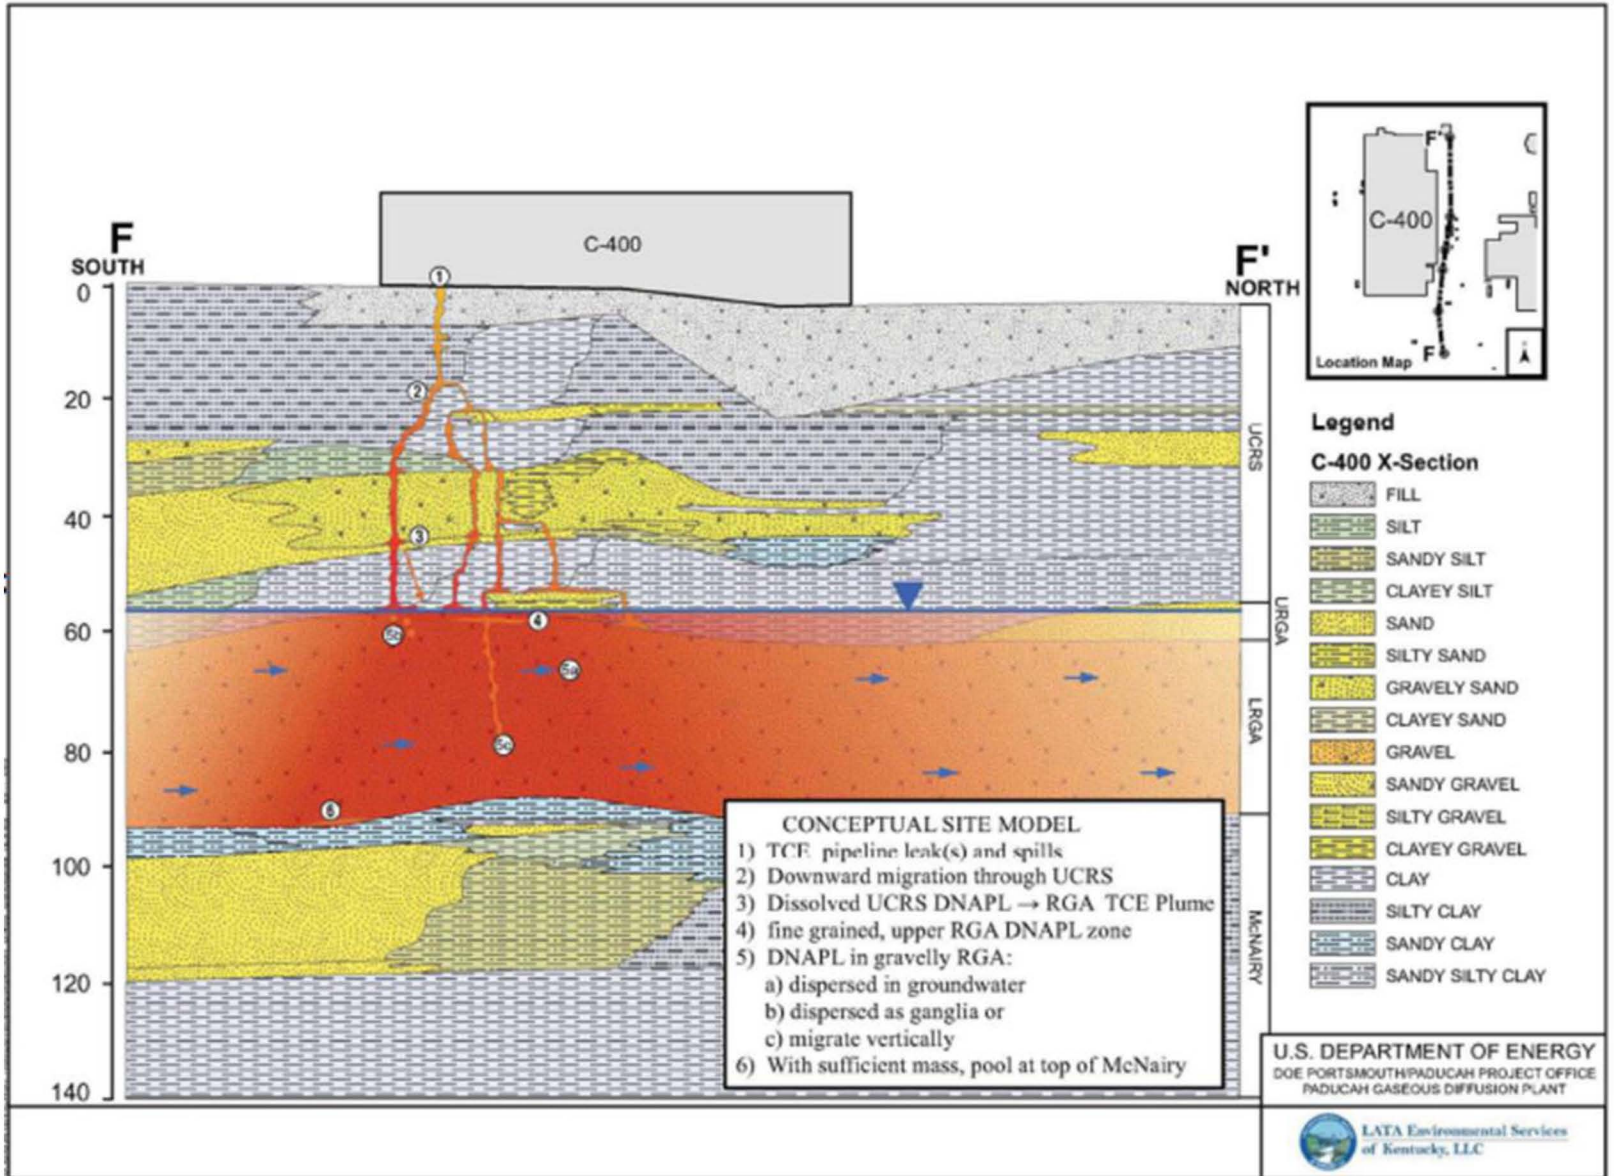 C-400
F
SOUTH
F'
NORTH
1
2
3
4
5b
5a
5c
6
0
20
40
60
80
100
120
140
UCRS
URGA
LRGA
McNAIRY
CONCEPTUAL SITE MODEL
1) TCE pipeline leak(s) and spills
2) Downward migration through UCRS
3) Dissolved UCRS DNAPL → RGA TCE Plume
4) fine grained, upper RGA DNAPL zone
5) DNAPL in gravelly RGA:
a) dispersed in groundwater
b) dispersed as ganglia or
c) migrate vertically
6) With sufficient mass, pool at top of McNairy
F'
C-400
F
Location Map
A
Legend
C-400 X-Section
FILL
SILT
SANDY SILT
CLAYEY SILT
SAND
SILTY SAND
GRAVELY SAND
CLAYEY SAND
GRAVEL
SANDY GRAVEL
SILTY GRAVEL
CLAYEY GRAVEL
CLAY
SILTY CLAY
SANDY CLAY
SANDY SILTY CLAY
U.S. DEPARTMENT OF ENERGY
DOE PORTSMOUTH/PADUCAH PROJECT OFFICE
PADUCAH GASEOUS DIFFUSION PLANT
LATA Environmental Services
of Kentucky, LLC